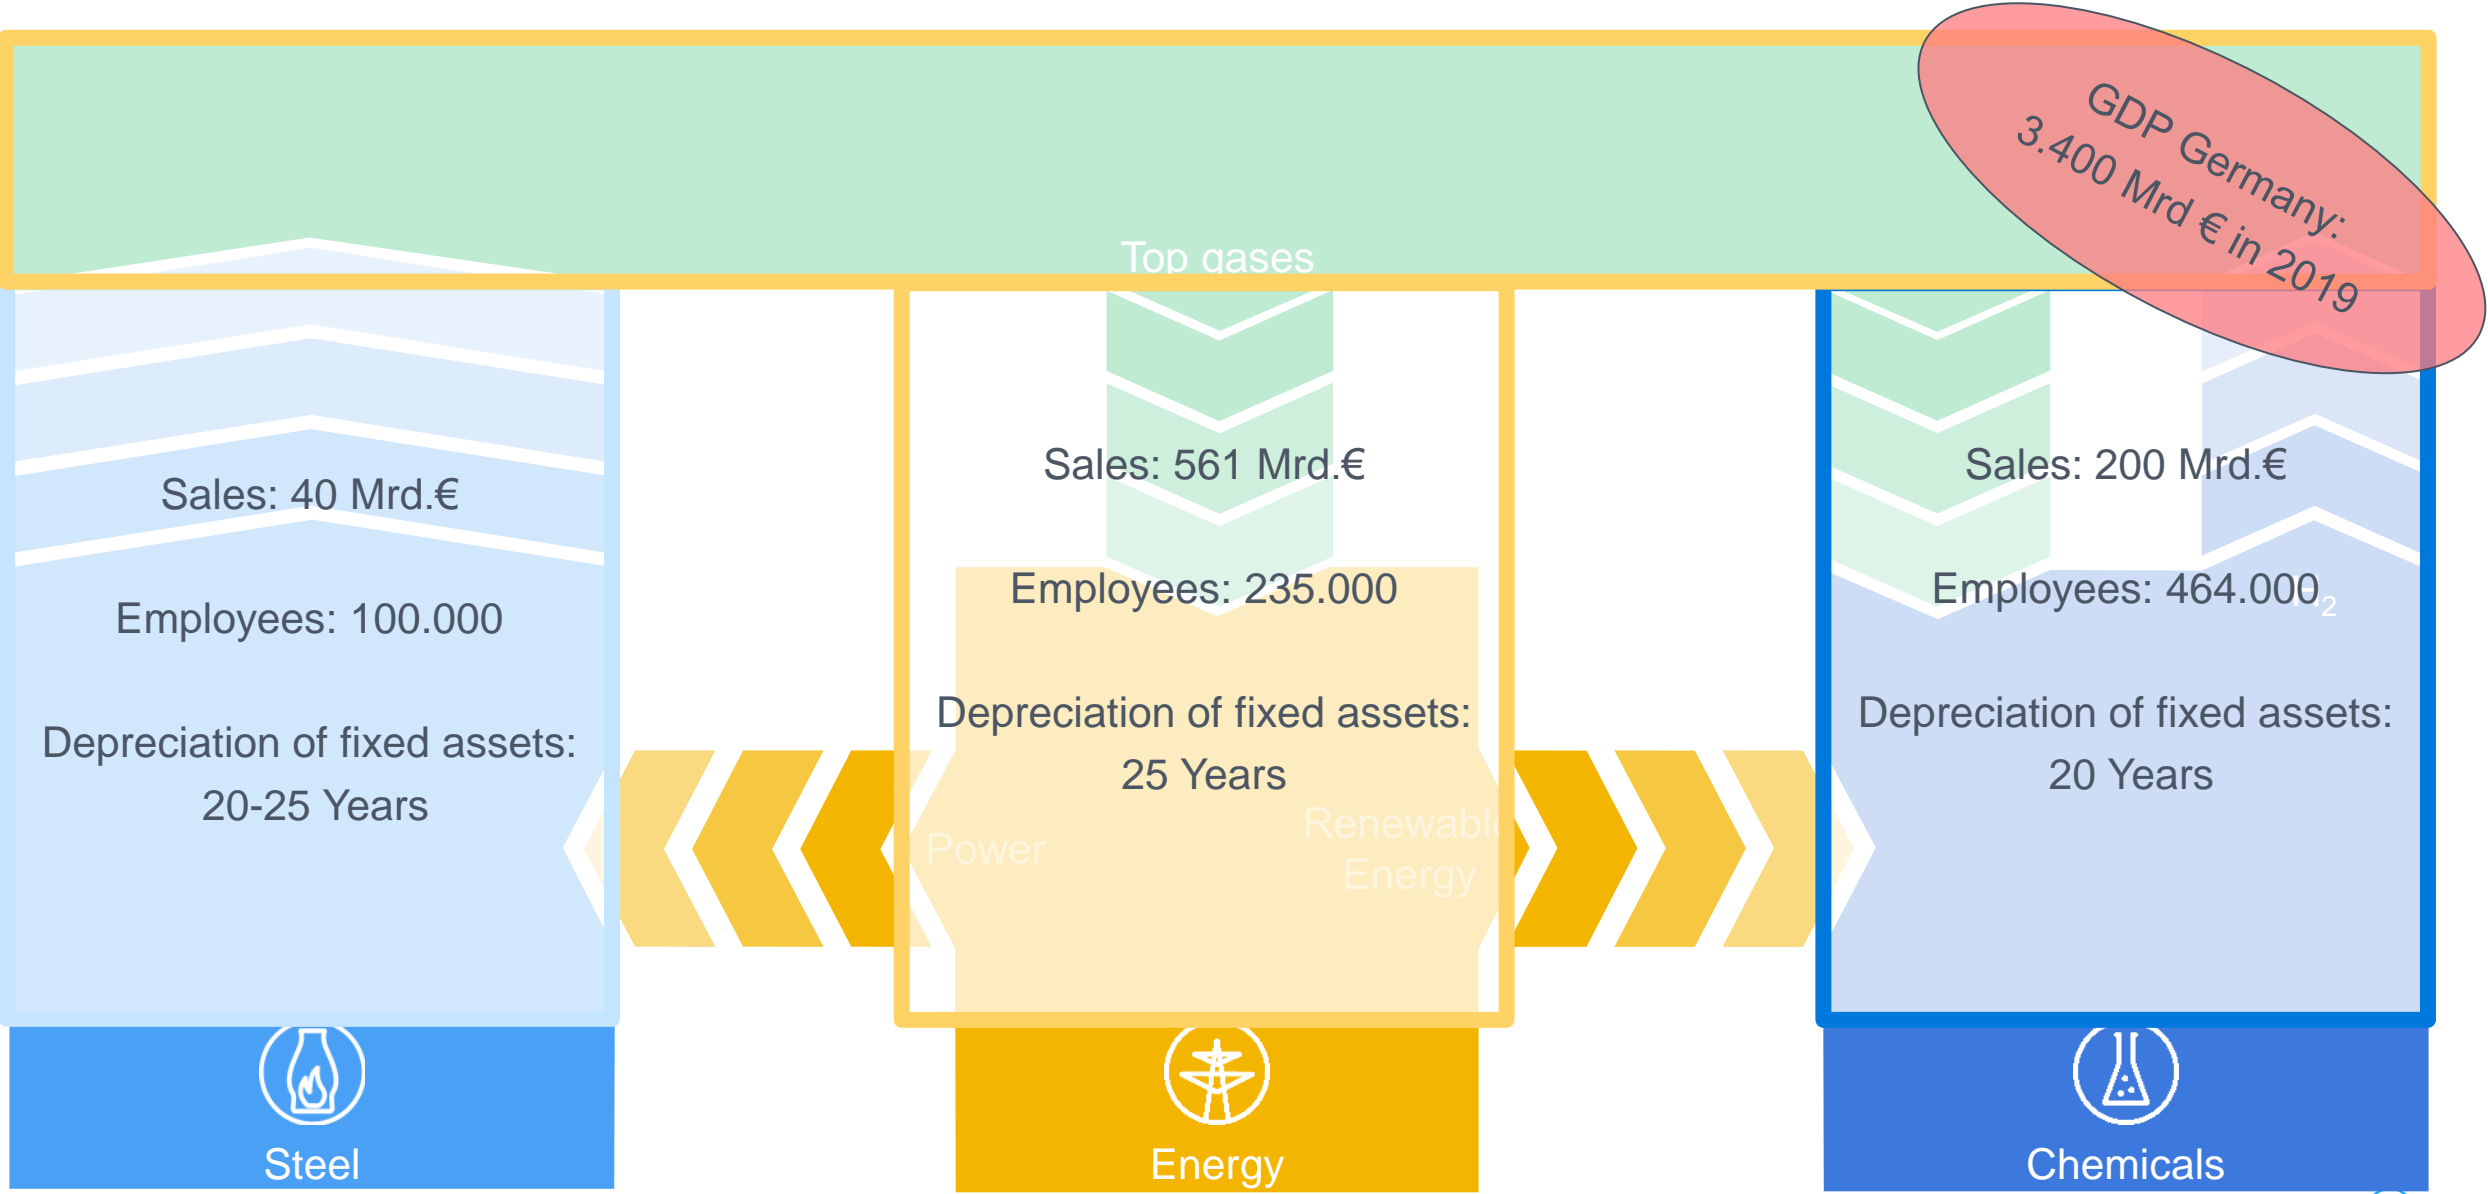 GDP Germany:
3.400 Mrd € in 2019
Top gases
Sales: 40 Mrd.€
Employees: 100.000
Depreciation of fixed assets:
20-25 Years
Sales: 561 Mrd.€
Employees: 235.000
Depreciation of fixed assets:
25 Years
Power
Renewable
Energy
Sales: 200 Mrd.€
Employees: 464.000
H₂
Depreciation of fixed assets:
20 Years
Steel
Energy
Chemicals